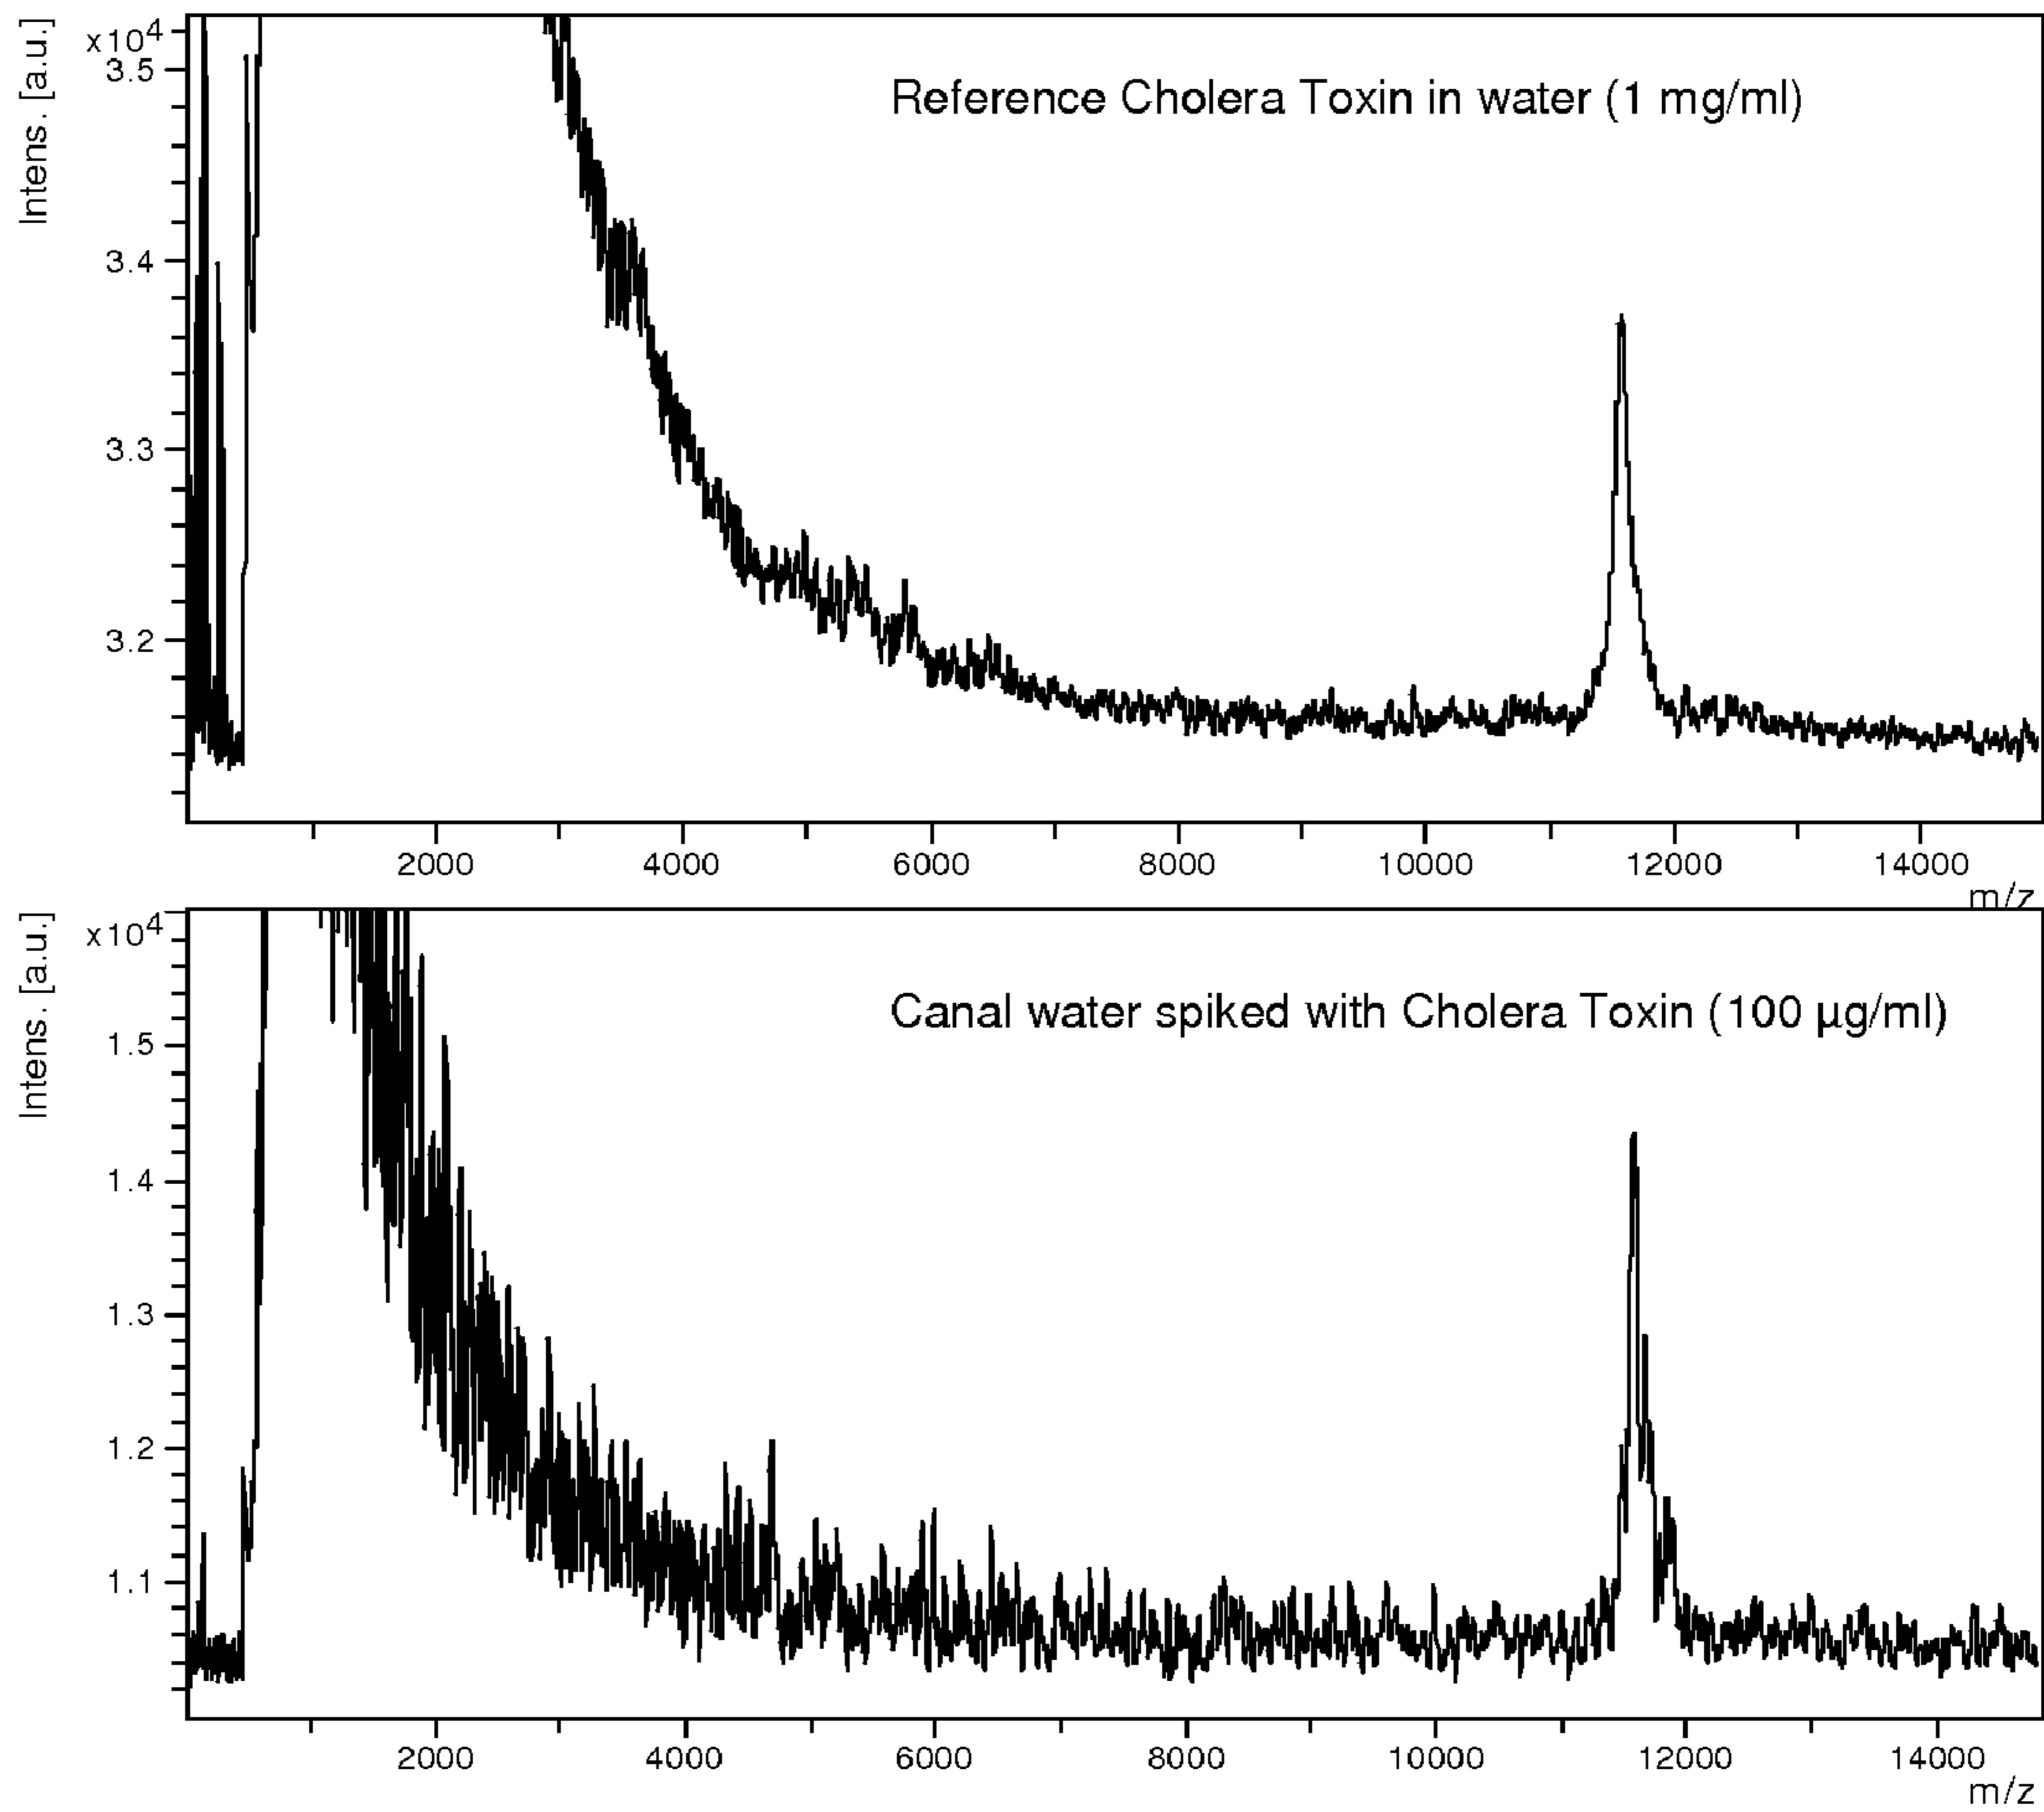 Intens. [a.u.]
x10⁴
3.5
3.4
3.3
3.2
Reference Cholera Toxin in water (1 mg/ml)
2000 4000 6000 8000 10000 12000 14000
m/z
Intens. [a.u.]
x10⁴
1.5
1.4
1.3
1.2
1.1
Canal water spiked with Cholera Toxin (100 µg/ml)
2000 4000 6000 8000 10000 12000 14000
m/z